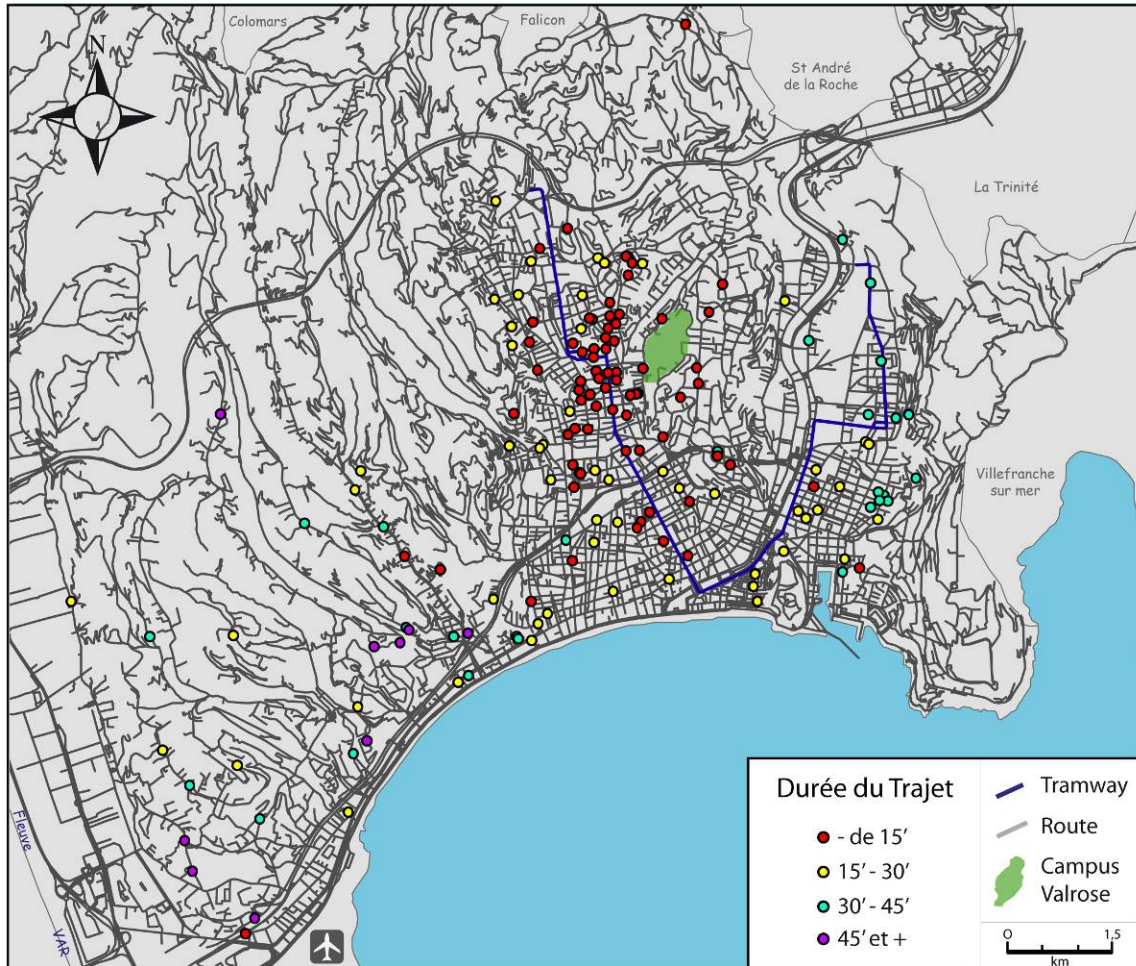 Colomars
Falicon
N
St André
de la Roche
La Trinité
Villefranche
sur mer
Fleuve
VAR
Durée du Trajet
- de 15'
15' - 30'
30' - 45'
45' et +
Tramway
Route
Campus
Valrose
0 1,5
km